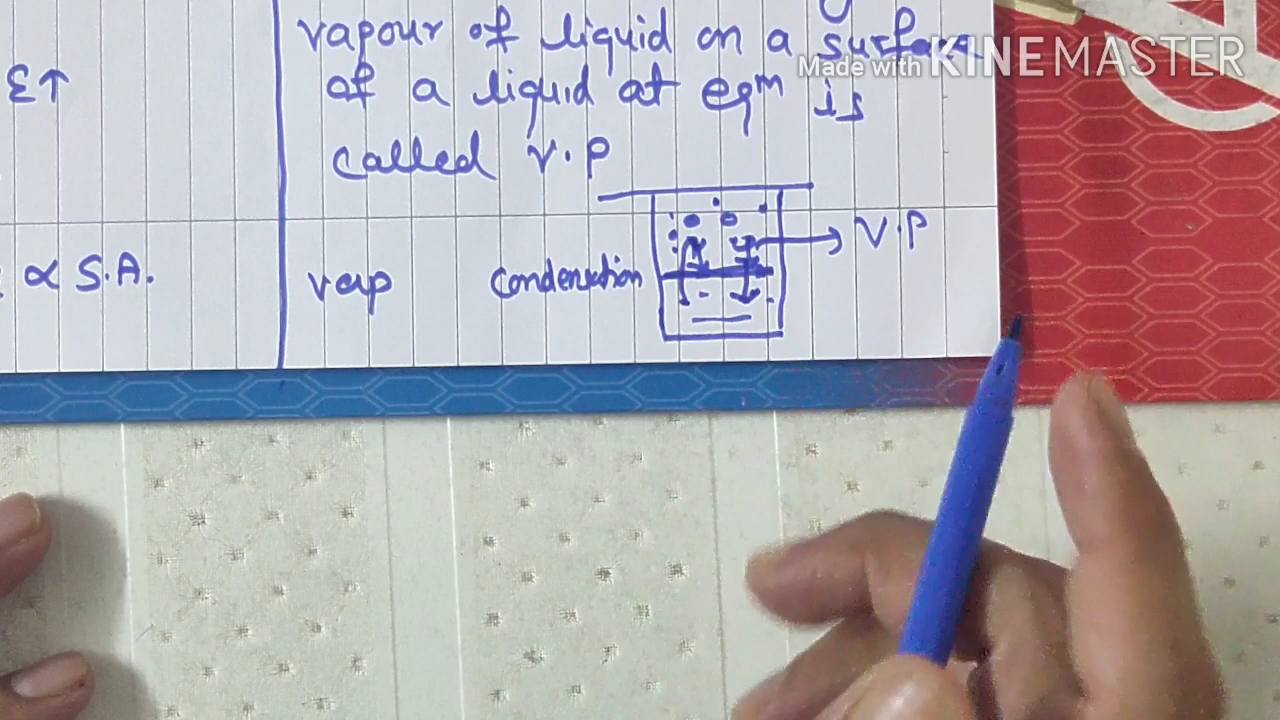 vapour of liquid on a surface
Made with KINEMASTER
ε↑
of a liquid at eqm is
called V.P
V.P
∝ S.A.
vap
condensation